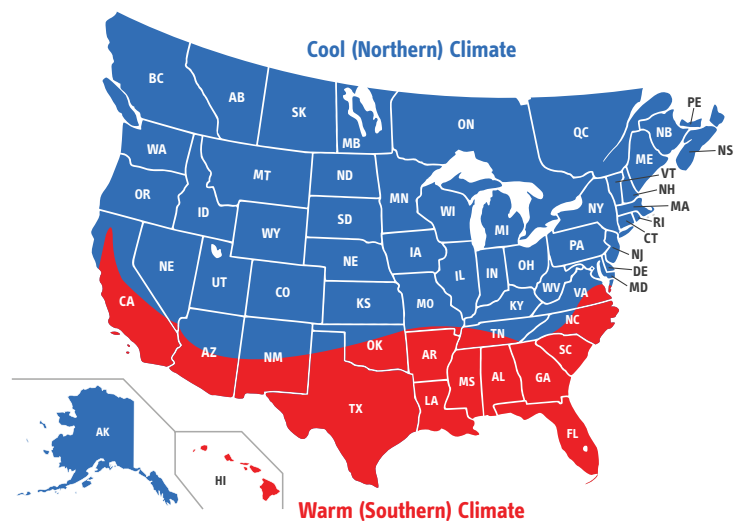 Cool (Northern) Climate
BC
AB
SK
MB
ON
QC
PE
NB
NS
ME
VT
NH
MA
RI
CT
NJ
DE
MD
WA
MT
ND
MN
OR
ID
WY
SD
WI
MI
NY
NE
UT
CO
NE
IA
IL
IN
OH
PA
KS
MO
KY
WV
VA
CA
AZ
NM
OK
AR
TN
NC
SC
TX
LA
MS
AL
GA
FL
AK
HI
Warm (Southern) Climate